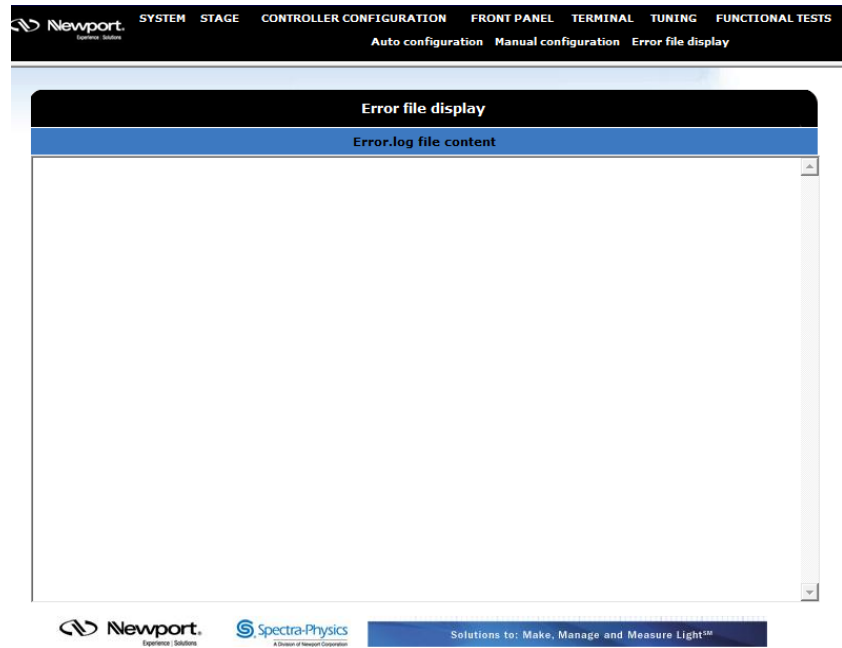 Newport. SYSTEM STAGE CONTROLLER CONFIGURATION FRONT PANEL TERMINAL TUNING FUNCTIONAL TESTS
Experience | Solutions
Auto configuration Manual configuration Error file display
Error file display
Error.log file content
Newport. Spectra-Physics Solutions to: Make, Manage and Measure Light℠
Experience | Solutions A Division of Newport Corporation